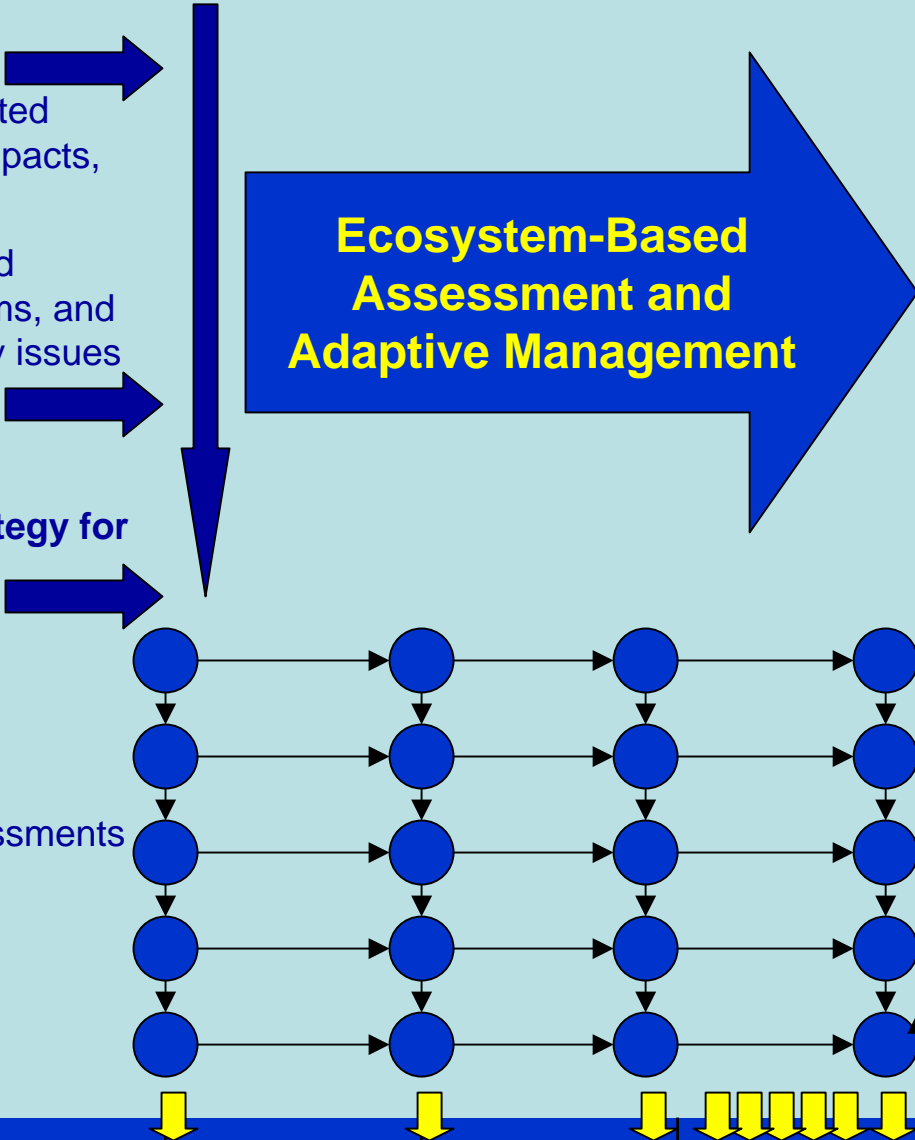 ted
pacts,
d
ns, and
y issues
tegy for
ssments
Ecosystem-Based
Assessment and
Adaptive Management